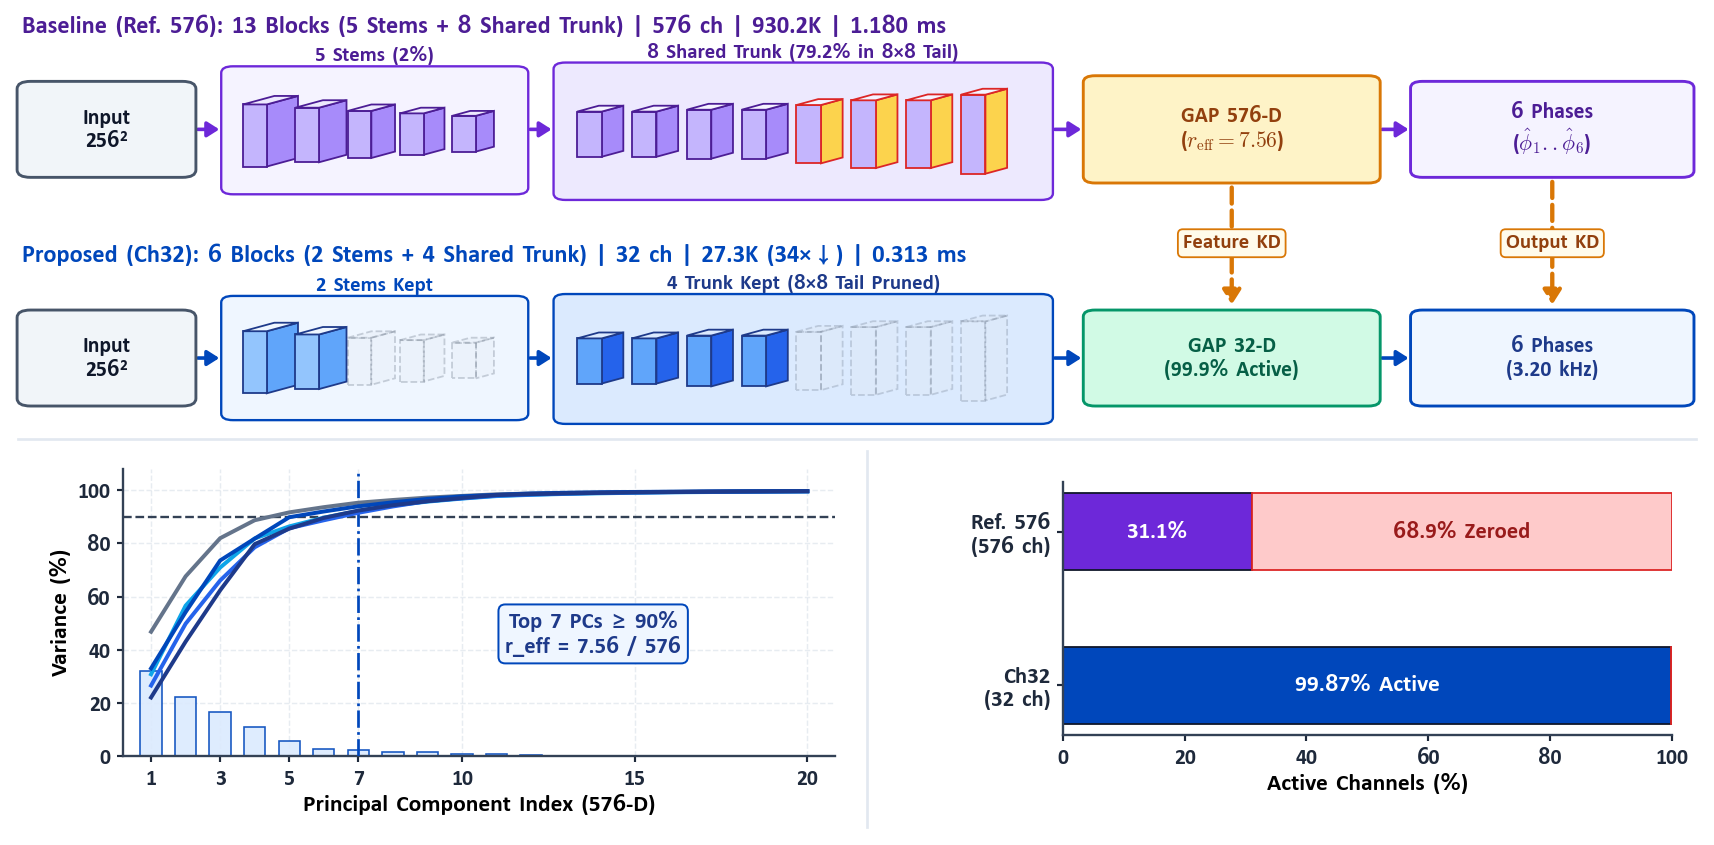 Baseline (Ref. 576): 13 Blocks (5 Stems + 8 Shared Trunk) | 576 ch | 930.2K | 1.180 ms
5 Stems (2%)
8 Shared Trunk (79.2% in 8×8 Tail)
Input
256²
GAP 576-D
(r_eff = 7.56)
6 Phases
(ϕ̂₁..ϕ̂₆)
Feature KD
Output KD
Proposed (Ch32): 6 Blocks (2 Stems + 4 Shared Trunk) | 32 ch | 27.3K (34× ↓) | 0.313 ms
2 Stems Kept
4 Trunk Kept (8×8 Tail Pruned)
Input
256²
GAP 32-D
(99.9% Active)
6 Phases
(3.20 kHz)
Variance (%)
100
80
60
40
20
0
Top 7 PCs ≥ 90%
r_eff = 7.56 / 576
1 3 5 7 10 15 20
Principal Component Index (576-D)
Ref. 576
(576 ch)
31.1%
68.9% Zeroed
Ch32
(32 ch)
99.87% Active
0 20 40 60 80 100
Active Channels (%)